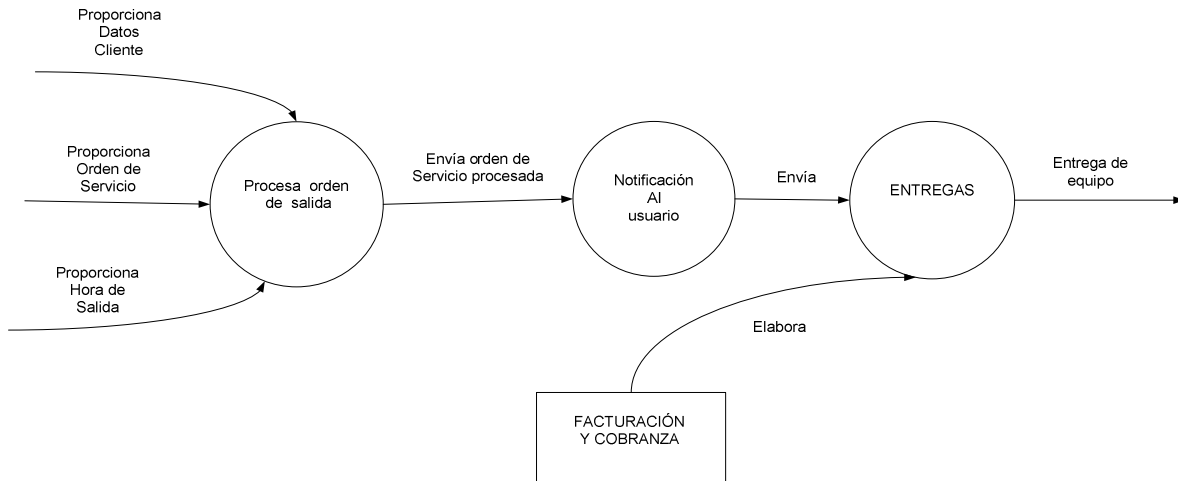 Proporciona
Datos
Cliente
Proporciona
Orden de
Servicio
Proporciona
Hora de
Salida
Procesa orden
de salida
Envía orden de
Servicio procesada
Notificación
Al
usuario
Envía
ENTREGAS
Entrega de
equipo
Elabora
FACTURACIÓN
Y COBRANZA